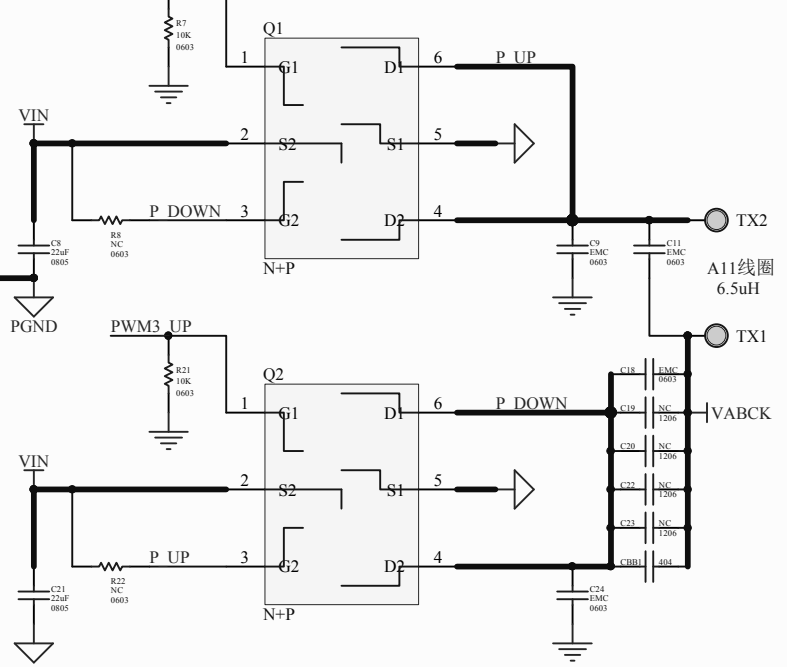 R7
10K
0603
Q1
1
G1
D1
6
P_UP
VIN
2
S2
S1
5
P_DOWN
3
G2
D2
4
TX2
R8
NC
0603
C8
22uF
0805
C9
EMC
0603
C11
EMC
0603
N+P
A11线圈
6.5uH
PGND
PWM3_UP
TX1
R21
10K
0603
Q2
C18
EMC
0603
1
G1
D1
6
P_DOWN
C19
NC
1206
VABCK
C20
NC
1206
VIN
2
S2
S1
5
C22
NC
1206
C23
NC
1206
P_UP
3
G2
D2
4
CBB1
404
R22
NC
0603
C21
22uF
0805
C24
EMC
0603
N+P